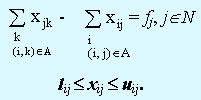 ∑ x_jk - ∑ x_ij = f_j, j∈N
k i
(i,k)∈A (i,j)∈A
l_ij ≤ x_ij ≤ u_ij.